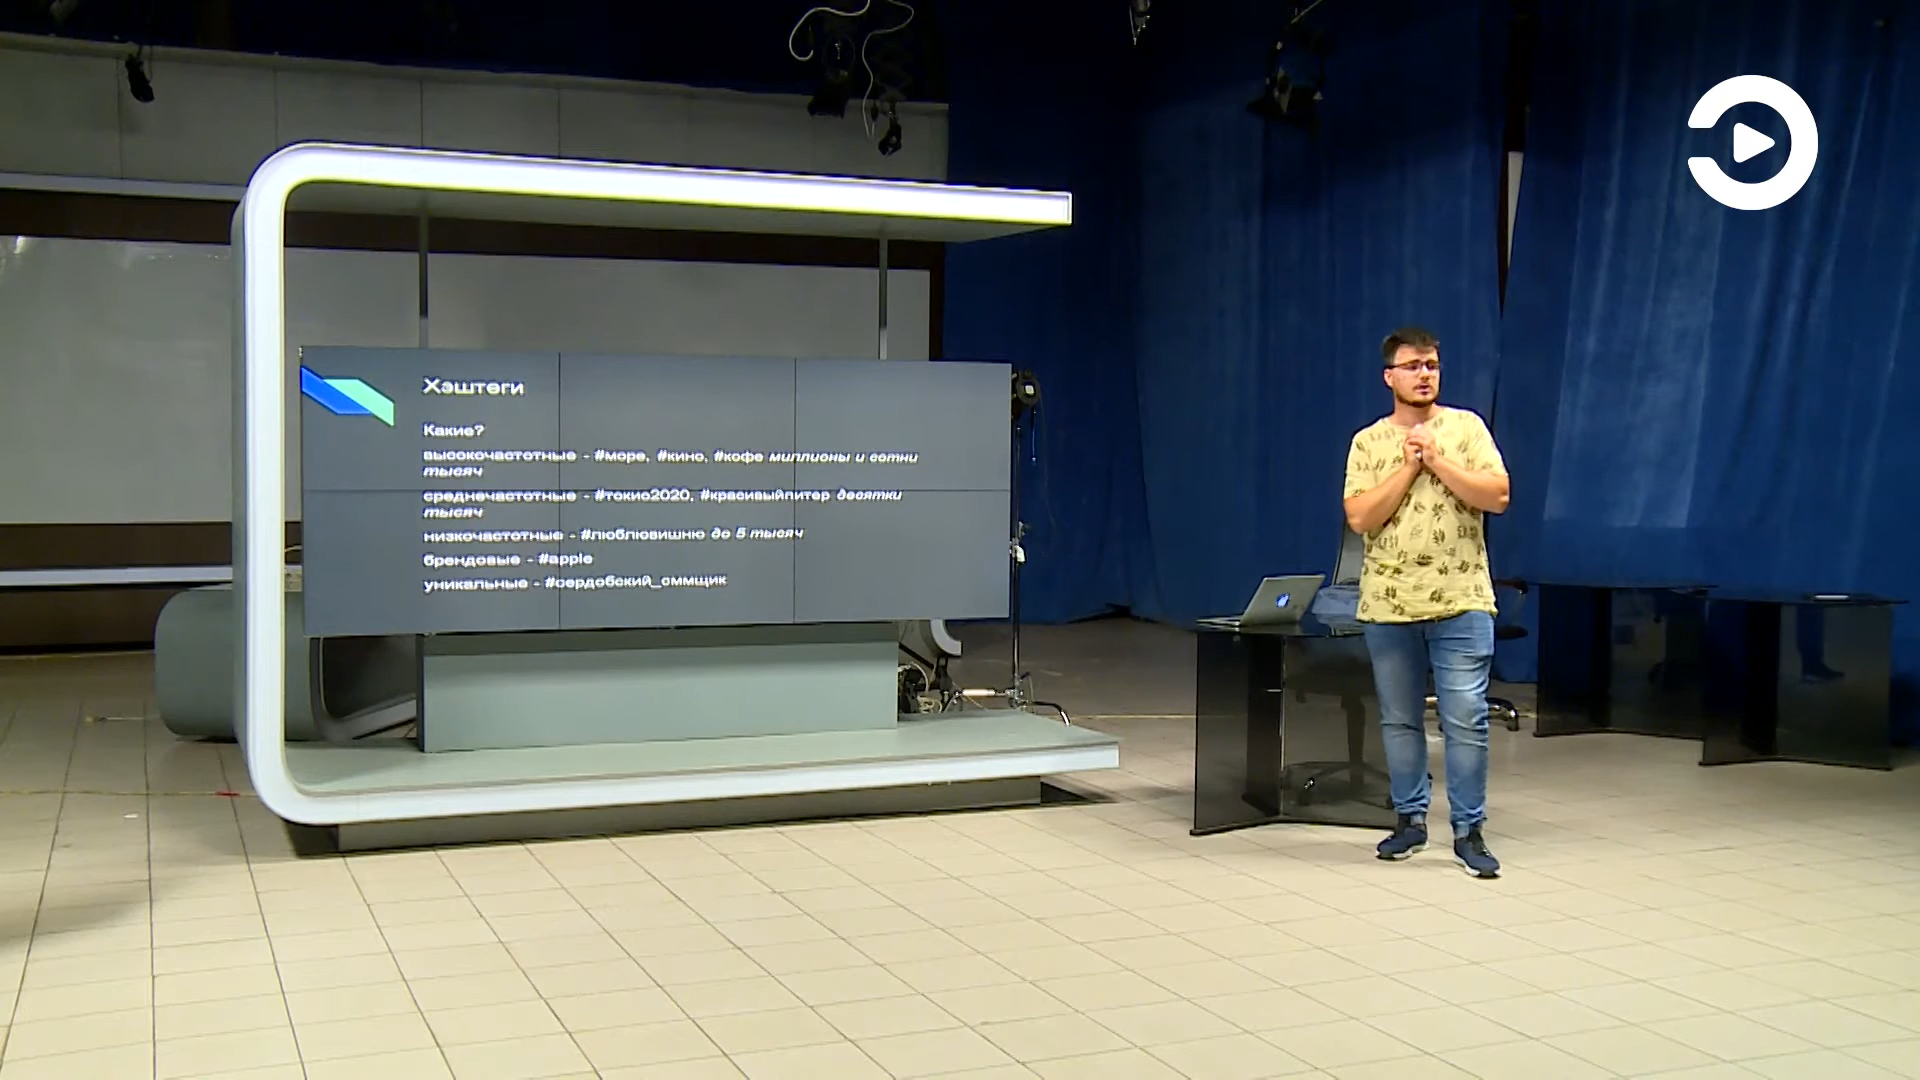 Хэштеги
Какие?
высокочастотные - #море, #кино, #кофе миллионы и сотни
тысяч
среднечастотные - #токио2020, #красивыйпитер десятки
тысяч
низкочастотные - #люблювишню до 5 тысяч
брендовые - #apple
уникальные - #сердобский_сммщик